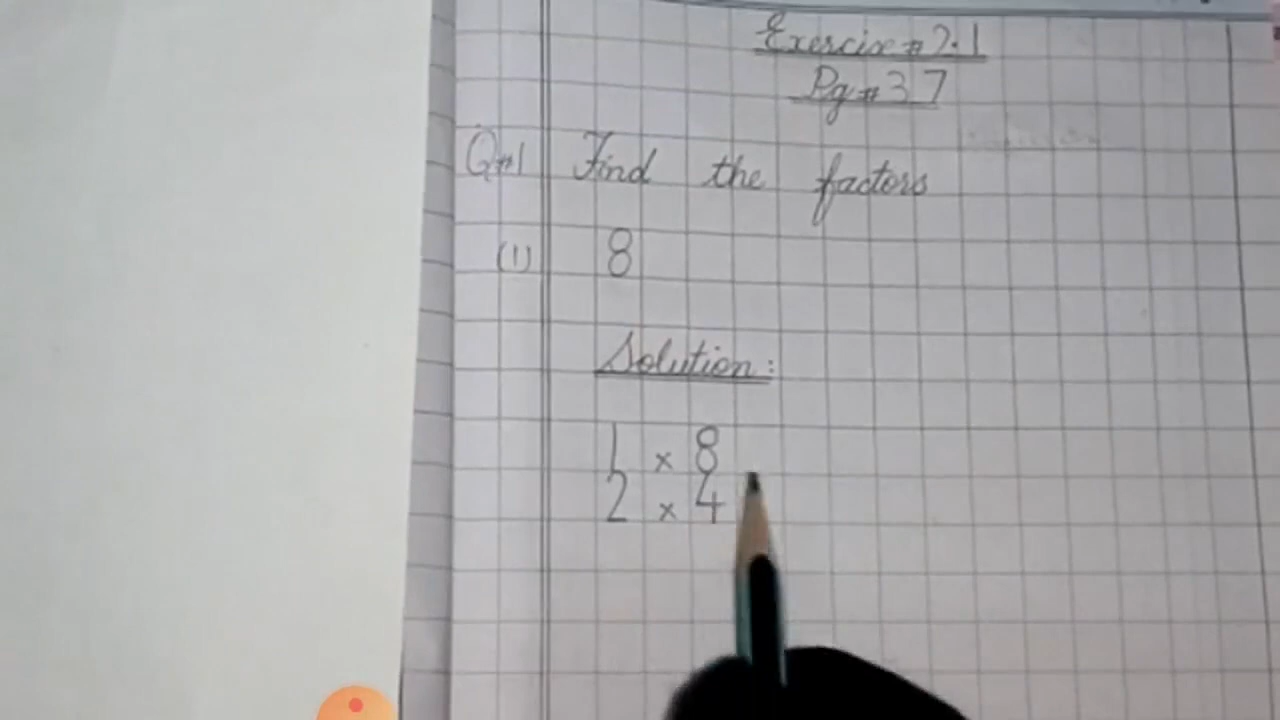 Exercise # 2.1
Pg # 37
Q#1 Find the factors
(1) 8
Solution:
1 × 8
2 × 4